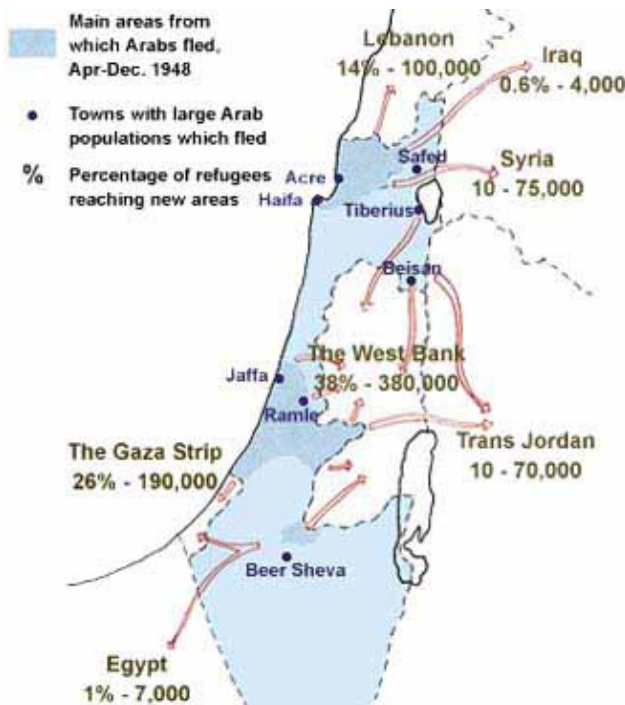 Main areas from
which Arabs fled,
Apr-Dec. 1948
Towns with large Arab
populations which fled
% Percentage of refugees
reaching new areas
Lebanon
14% - 100,000
Iraq
0.6% - 4,000
Safed
Syria
10 - 75,000
Acre
Haifa
Tiberius
Beisan
The West Bank
38% - 380,000
Jaffa
Ramle
Trans Jordan
10 - 70,000
The Gaza Strip
26% - 190,000
Beer Sheva
Egypt
1% - 7,000